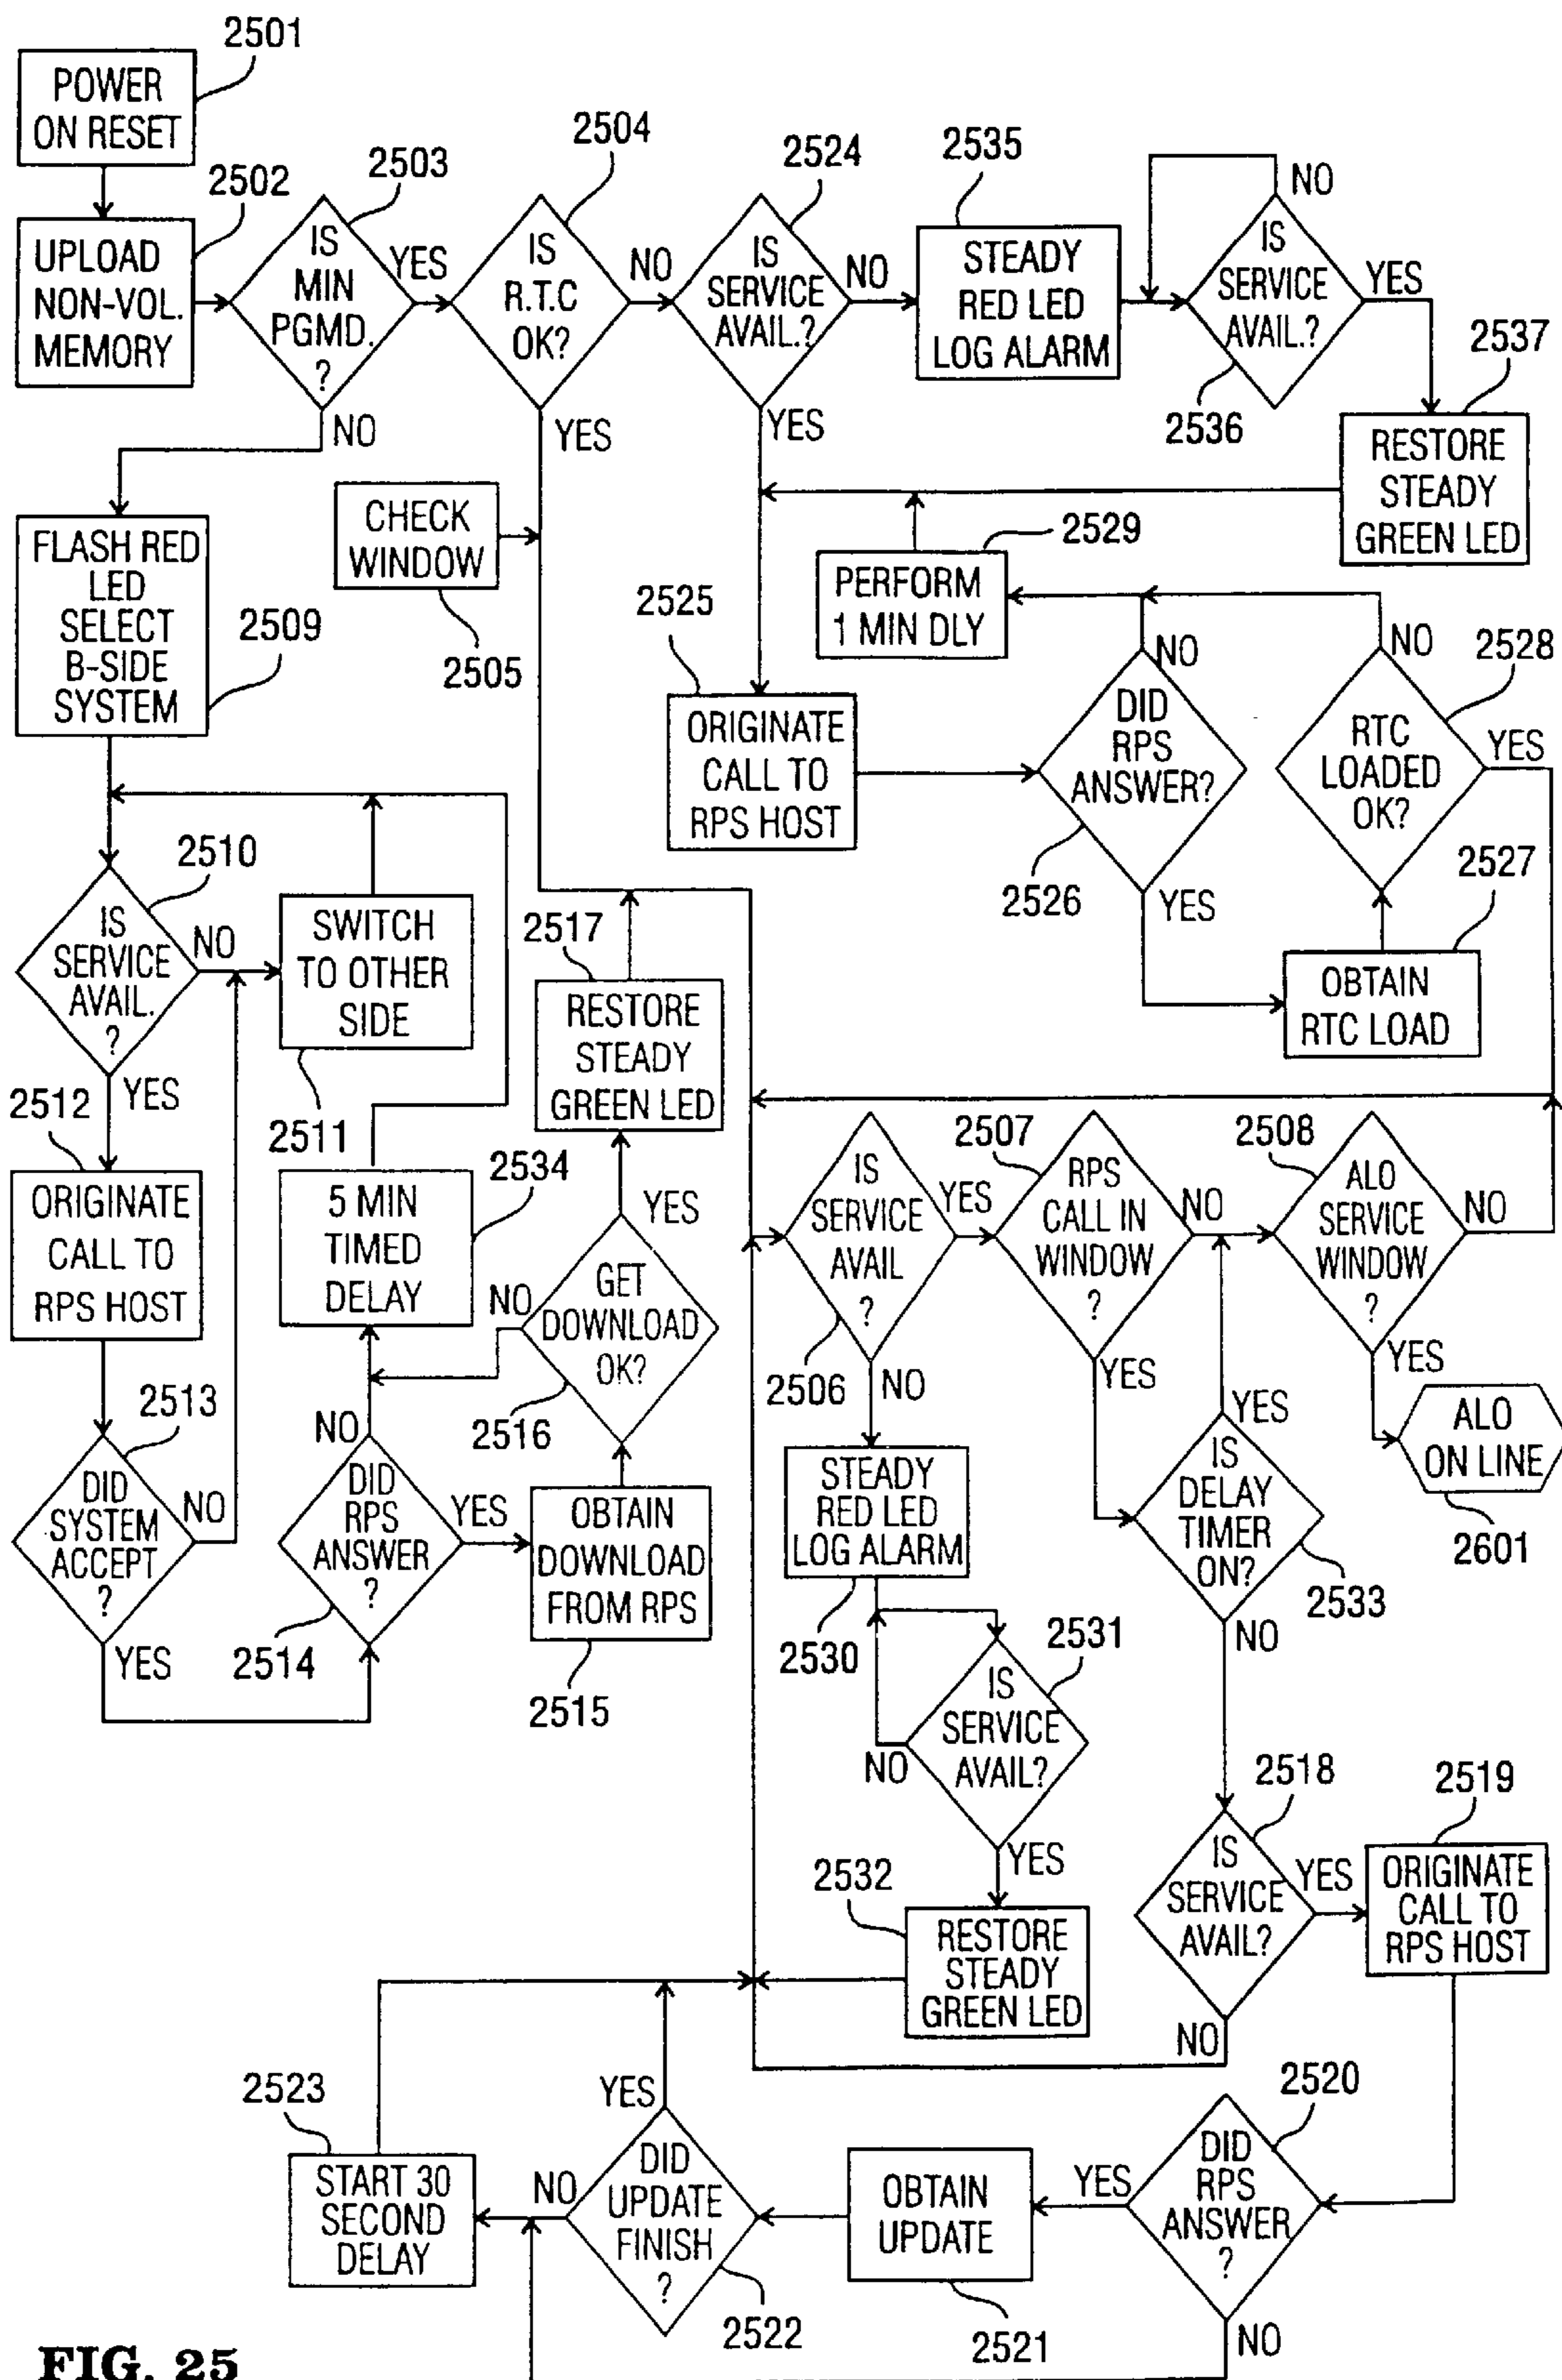 2501
POWER
ON RESET
2502
UPLOAD
NON-VOL.
MEMORY
2503
IS
MIN
PGMD.
?
YES
NO
2504
IS
R.T.C
OK?
NO
YES
2524
IS
SERVICE
AVAIL.?
NO
YES
2535
STEADY
RED LED
LOG ALARM
NO
IS
SERVICE
AVAIL.?
YES
2536
2537
RESTORE
STEADY
GREEN LED
CHECK
WINDOW
2505
FLASH RED
LED
SELECT
B-SIDE
SYSTEM
2509
2529
PERFORM
1 MIN DLY
2525
ORIGINATE
CALL TO
RPS HOST
NO
DID
RPS
ANSWER?
2526
YES
NO
2528
RTC
LOADED
OK?
YES
2527
OBTAIN
RTC LOAD
2510
IS
SERVICE
AVAIL.
?
NO
YES
SWITCH
TO OTHER
SIDE
2511
2517
RESTORE
STEADY
GREEN LED
2512
ORIGINATE
CALL TO
RPS HOST
2534
5 MIN
TIMED
DELAY
YES
GET
DOWNLOAD
OK?
NO
2516
2513
DID
SYSTEM
ACCEPT
?
NO
YES
NO
DID
RPS
ANSWER
?
YES
2514
OBTAIN
DOWNLOAD
FROM RPS
2515
IS
SERVICE
AVAIL
?
YES
2506
NO
2507
RPS
CALL IN
WINDOW
?
NO
YES
2508
ALO
SERVICE
WINDOW
?
NO
YES
ALO
ON LINE
2601
STEADY
RED LED
LOG ALARM
2530
YES
IS
DELAY
TIMER
ON?
2533
NO
2531
IS
SERVICE
AVAIL?
NO
YES
2532
RESTORE
STEADY
GREEN LED
2518
IS
SERVICE
AVAIL?
YES
NO
2519
ORIGINATE
CALL TO
RPS HOST
2520
DID
RPS
ANSWER
?
YES
NO
OBTAIN
UPDATE
2521
YES
DID
UPDATE
FINISH
?
NO
2522
2523
START 30
SECOND
DELAY
FIG. 25